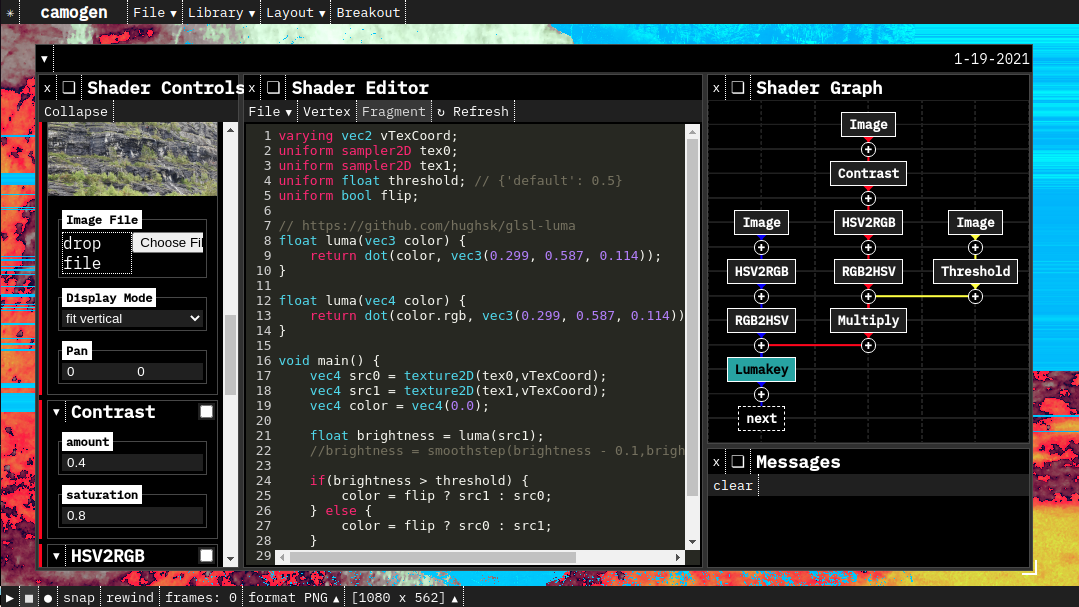 camogen File ▼ Library ▼ Layout ▼ Breakout
▼ 1-19-2021
x ❏ Shader Controls
Collapse
Image File
drop file
Choose Fil
Display Mode
fit vertical
Pan
0 0
▼ Contrast
amount
0.4
saturation
0.8
▼ HSV2RGB
x ❏ Shader Editor
File ▼ Vertex Fragment ↻ Refresh
1 varying vec2 vTexCoord;
2 uniform sampler2D tex0;
3 uniform sampler2D tex1;
4 uniform float threshold; // {'default': 0.5}
5 uniform bool flip;
6
7 // https://github.com/hughsk/glsl-luma
8 float luma(vec3 color) {
9     return dot(color, vec3(0.299, 0.587, 0.114));
10 }
11
12 float luma(vec4 color) {
13     return dot(color.rgb, vec3(0.299, 0.587, 0.114))
14 }
15
16 void main() {
17     vec4 src0 = texture2D(tex0,vTexCoord);
18     vec4 src1 = texture2D(tex1,vTexCoord);
19     vec4 color = vec4(0.0);
20
21     float brightness = luma(src1);
22     //brightness = smoothstep(brightness - 0.1,brigh
23
24     if(brightness > threshold) {
25         color = flip ? src1 : src0;
26     } else {
27         color = flip ? src0 : src1;
28     }
29
x ❏ Shader Graph
Image
Contrast
Image HSV2RGB Image
HSV2RGB RGB2HSV Threshold
RGB2HSV Multiply
Lumakey
next
x ❏ Messages
clear
▶ ■ ● snap rewind frames: 0 format PNG ▲ [1080 x 562] ▲